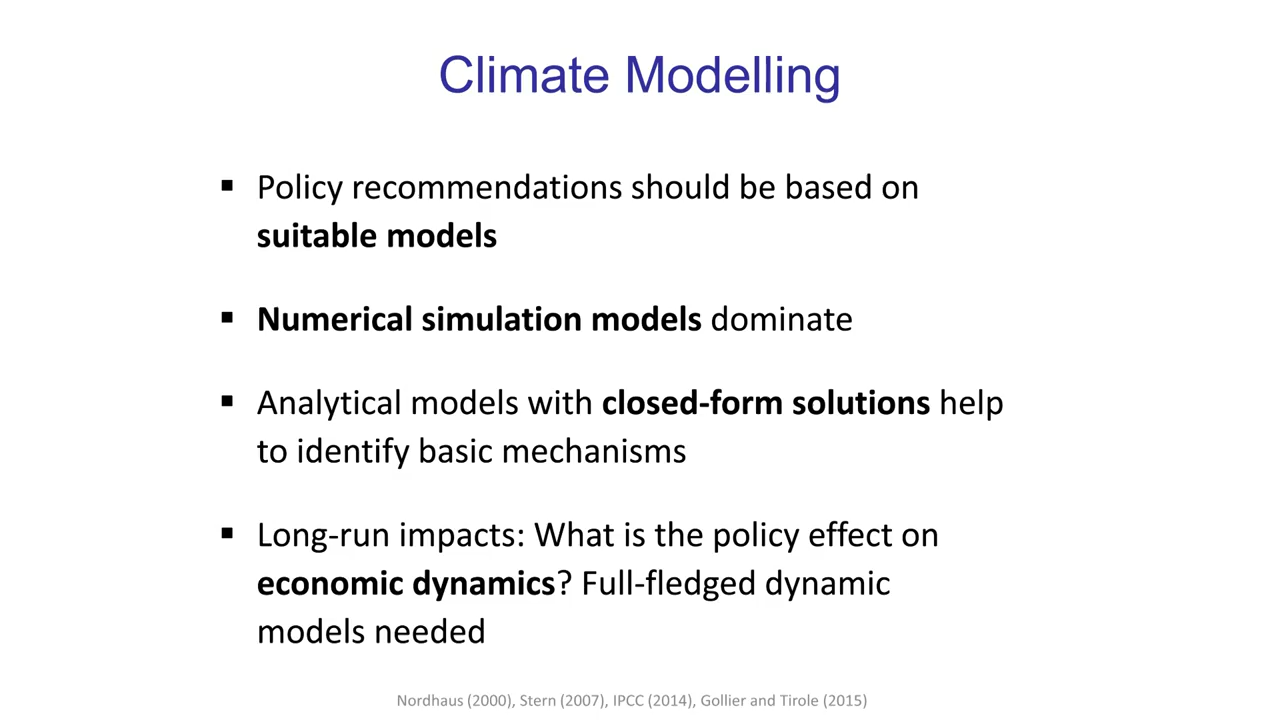 Climate Modelling
▪ Policy recommendations should be based on
suitable models
▪ Numerical simulation models dominate
▪ Analytical models with closed-form solutions help
to identify basic mechanisms
▪ Long-run impacts: What is the policy effect on
economic dynamics? Full-fledged dynamic
models needed
Nordhaus (2000), Stern (2007), IPCC (2014), Gollier and Tirole (2015)